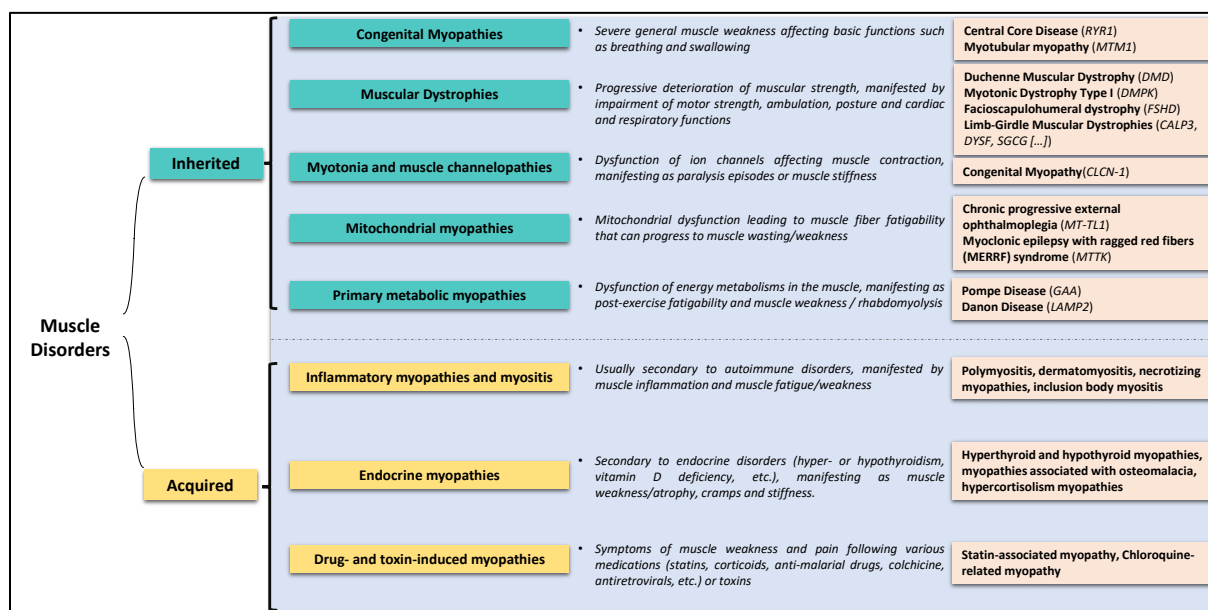 Muscle
Disorders
Inherited
Congenital Myopathies
• Severe general muscle weakness affecting basic functions such
as breathing and swallowing
Central Core Disease (RYR1)
Myotubular myopathy (MTM1)
Muscular Dystrophies
• Progressive deterioration of muscular strength, manifested by
impairment of motor strength, ambulation, posture and cardiac
and respiratory functions
Duchenne Muscular Dystrophy (DMD)
Myotonic Dystrophy Type I (DMPK)
Facioscapulohumeral dystrophy (FSHD)
Limb-Girdle Muscular Dystrophies (CALP3,
DYSF, SGCG […])
Myotonia and muscle channelopathies
• Dysfunction of ion channels affecting muscle contraction,
manifesting as paralysis episodes or muscle stiffness
Congenital Myopathy(CLCN-1)
Mitochondrial myopathies
• Mitochondrial dysfunction leading to muscle fiber fatigability
that can progress to muscle wasting/weakness
Chronic progressive external
ophthalmoplegia (MT-TL1)
Myoclonic epilepsy with ragged red fibers
(MERRF) syndrome (MTTK)
Primary metabolic myopathies
• Dysfunction of energy metabolisms in the muscle, manifesting as
post-exercise fatigability and muscle weakness / rhabdomyolysis
Pompe Disease (GAA)
Danon Disease (LAMP2)
Acquired
Inflammatory myopathies and myositis
• Usually secondary to autoimmune disorders, manifested by
muscle inflammation and muscle fatigue/weakness
Polymyositis, dermatomyositis, necrotizing
myopathies, inclusion body myositis
Endocrine myopathies
• Secondary to endocrine disorders (hyper- or hypothyroidism,
vitamin D deficiency, etc.), manifesting as muscle
weakness/atrophy, cramps and stiffness.
Hyperthyroid and hypothyroid myopathies,
myopathies associated with osteomalacia,
hypercortisolism myopathies
Drug- and toxin-induced myopathies
• Symptoms of muscle weakness and pain following various
medications (statins, corticoids, anti-malarial drugs, colchicine,
antiretrovirals, etc.) or toxins
Statin-associated myopathy, Chloroquine-
related myopathy